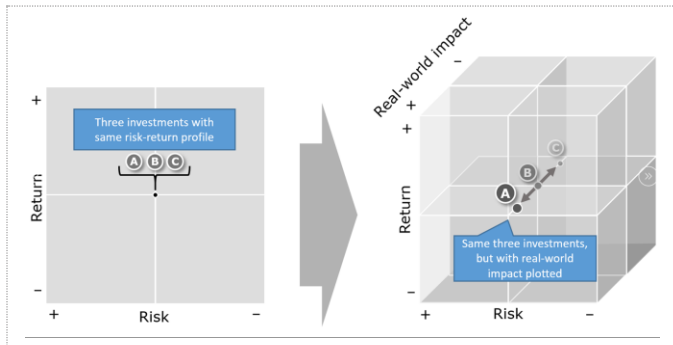 +
Return
–
Three investments with
same risk-return profile
A B C
+
Risk
–
Real-world impact
–
+
+
Return
–
C
B
A
»
Same three investments,
but with real-world
impact plotted
+
Risk
–